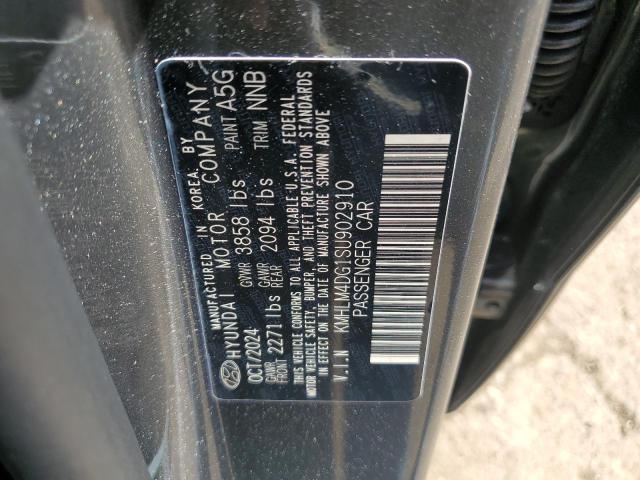 MANUFACTURED IN KOREA, BY
HYUNDAI MOTOR COMPANY
OCT/2024 GVWR 3858 lbs PAINT A5G
GAWR FRONT 2271 lbs GAWR REAR 2094 lbs TRIM NNB
THIS VEHICLE CONFORMS TO ALL APPLICABLE U.S.A. FEDERAL
MOTOR VEHICLE SAFETY, BUMPER, AND THEFT PREVENTION STANDARDS
IN EFFECT ON THE DATE OF MANUFACTURE SHOWN ABOVE
V.I.N KMHLM4DG1SU902910
PASSENGER CAR